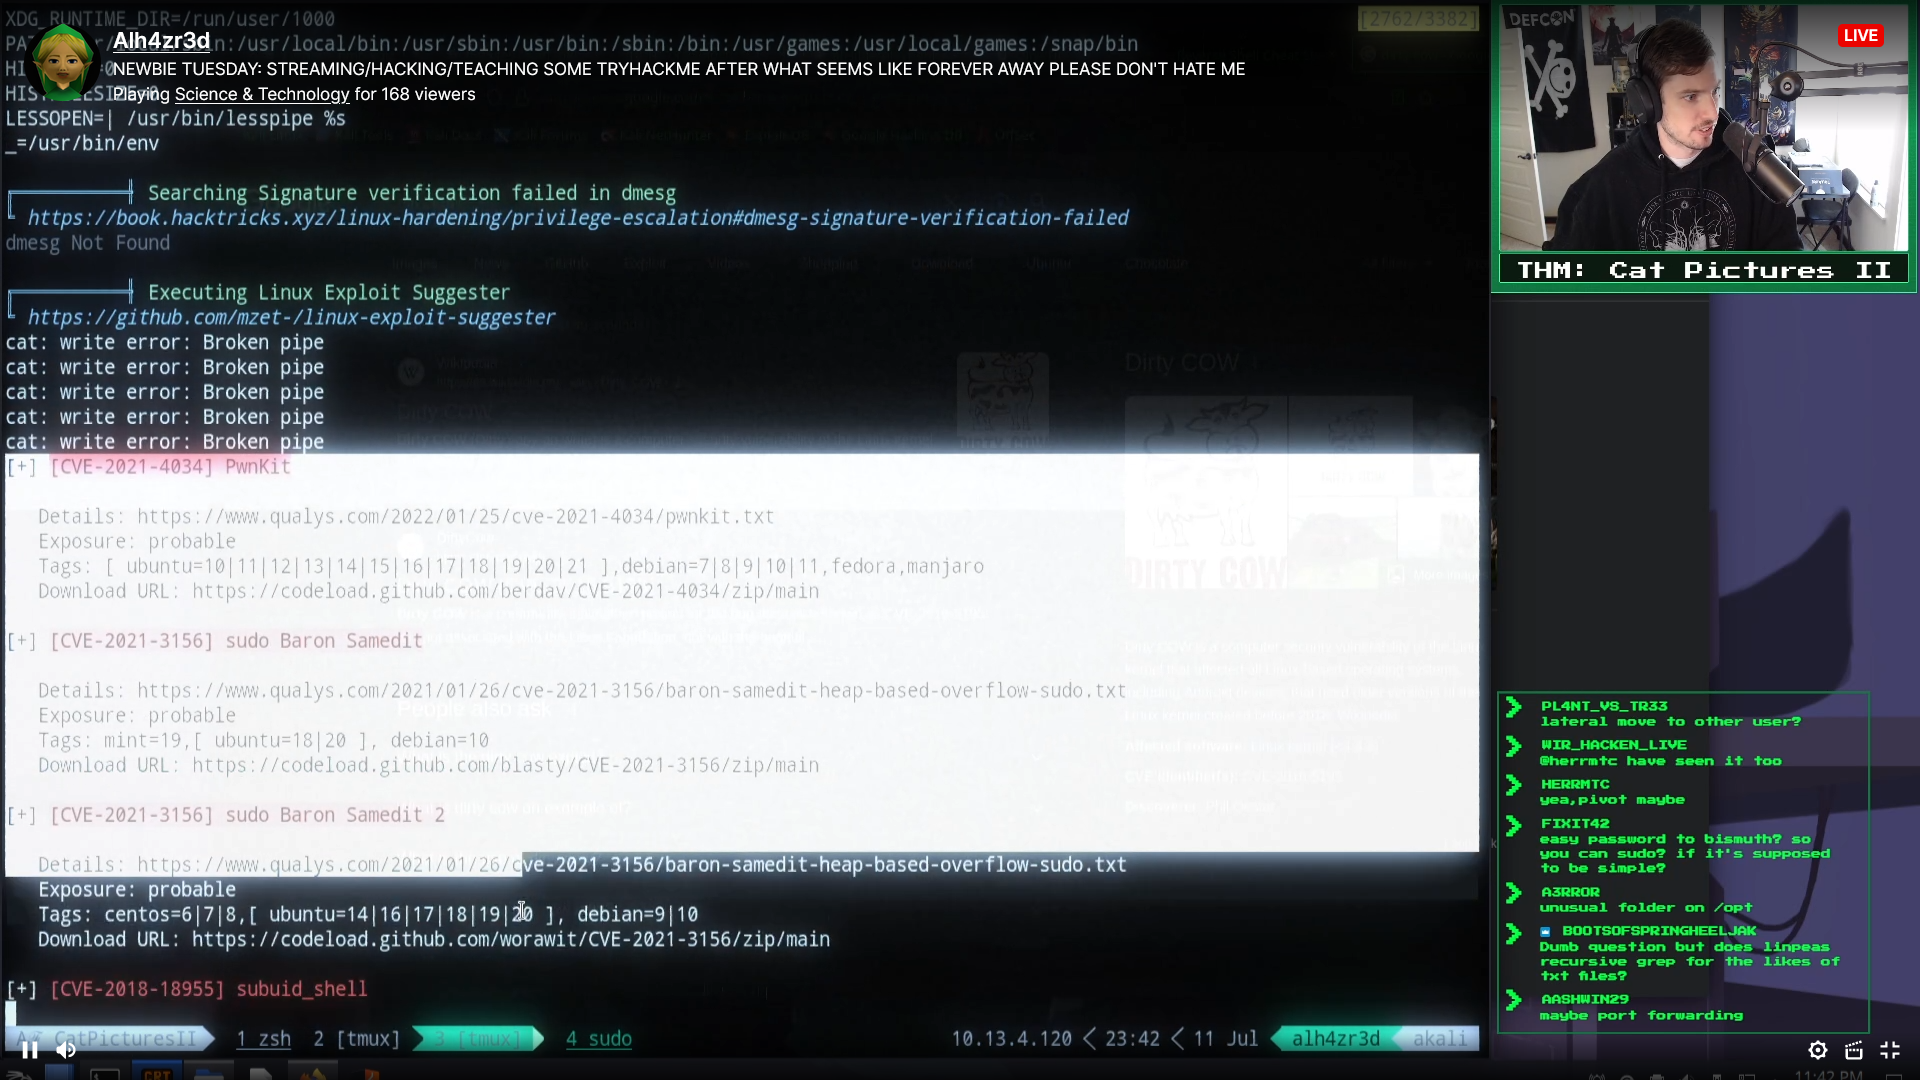 XDG_RUNTIME_DIR=/run/user/1000
[2762/3382]
Alh4zr3d
:/usr/local/bin:/usr/sbin:/usr/bin:/sbin:/bin:/usr/games:/usr/local/games:/snap/bin
NEWBIE TUESDAY: STREAMING/HACKING/TEACHING SOME TRYHACKME AFTER WHAT SEEMS LIKE FOREVER AWAY PLEASE DON'T HATE ME
Playing Science & Technology for 168 viewers
LESSOPEN=| /usr/bin/lesspipe %s
_=/usr/bin/env
Searching Signature verification failed in dmesg
https://book.hacktricks.xyz/linux-hardening/privilege-escalation#dmesg-signature-verification-failed
dmesg Not Found
Executing Linux Exploit Suggester
https://github.com/mzet-/linux-exploit-suggester
cat: write error: Broken pipe
cat: write error: Broken pipe
cat: write error: Broken pipe
cat: write error: Broken pipe
cat: write error: Broken pipe
[+] [CVE-2021-4034] PwnKit
Details: https://www.qualys.com/2022/01/25/cve-2021-4034/pwnkit.txt
Exposure: probable
Tags: [ ubuntu=10|11|12|13|14|15|16|17|18|19|20|21 ],debian=7|8|9|10|11,fedora,manjaro
Download URL: https://codeload.github.com/berdav/CVE-2021-4034/zip/main
[+] [CVE-2021-3156] sudo Baron Samedit
Details: https://www.qualys.com/2021/01/26/cve-2021-3156/baron-samedit-heap-based-overflow-sudo.txt
Exposure: probable
Tags: mint=19,[ ubuntu=18|20 ], debian=10
Download URL: https://codeload.github.com/blasty/CVE-2021-3156/zip/main
[+] [CVE-2021-3156] sudo Baron Samedit 2
Details: https://www.qualys.com/2021/01/26/cve-2021-3156/baron-samedit-heap-based-overflow-sudo.txt
Exposure: probable
Tags: centos=6|7|8,[ ubuntu=14|16|17|18|19|20 ], debian=9|10
Download URL: https://codeload.github.com/worawit/CVE-2021-3156/zip/main
[+] [CVE-2018-18955] subuid_shell
CatPicturesII
1 zsh
2 [tmux]
3 [tmux]
4 sudo
10.13.4.120
23:42
11 Jul
alh4zr3d
akali
Dirty COW
DIRTY COW
People also ask
DEFCON
LIVE
THM: Cat Pictures II
PL4NT_VS_TR33
lateral move to other user?
WIR_HACKEN_LIVE
@herrmtc have seen it too
HERRMTC
yea,pivot maybe
FIXIT42
easy password to bismuth? so
you can sudo? if it's supposed
to be simple?
A3RROR
unusual folder on /opt
BOOTSOFSPRINGHEELJAK
Dumb question but does linpeas
recursive grep for the likes of
txt files?
AASHWIN29
maybe port forwarding
11:42 PM